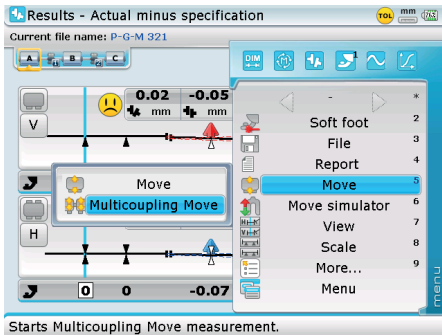 Results - Actual minus specification
TOL mm
Current file name: P-G-M 321
A B C
DIM 1
- *
0.02 -0.05
mm mm
Soft foot 2
V
File 3
Report 4
Move
Move 5
Multicoupling Move
Move simulator 6
View 7
H
Scale 8
More... 9
0 0 -0.07
Menu
menu
Starts Multicoupling Move measurement.